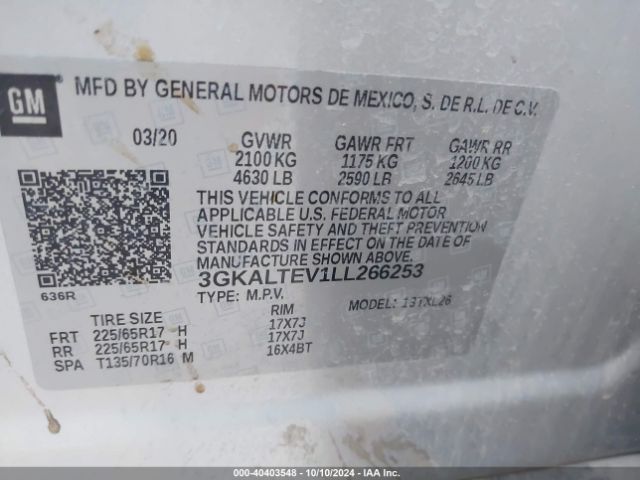 GM
MFD BY GENERAL MOTORS DE MEXICO, S. DE R.L. DE C.V.
03/20 GVWR GAWR FRT GAWR RR
2100 KG 1175 KG 1200 KG
4630 LB 2590 LB 2645 LB
THIS VEHICLE CONFORMS TO ALL
APPLICABLE U.S. FEDERAL MOTOR
VEHICLE SAFETY AND THEFT PREVENTION
STANDARDS IN EFFECT ON THE DATE OF
MANUFACTURE SHOWN ABOVE.
3GKALTEV1LL266253
636R
TYPE: M.P.V. MODEL: 1STXL26
TIRE SIZE RIM
FRT 225/65R17 H 17X7J
RR 225/65R17 H 17X7J
SPA T135/70R16 M 16X4BT
000-40403548 - 10/10/2024 - IAA Inc.